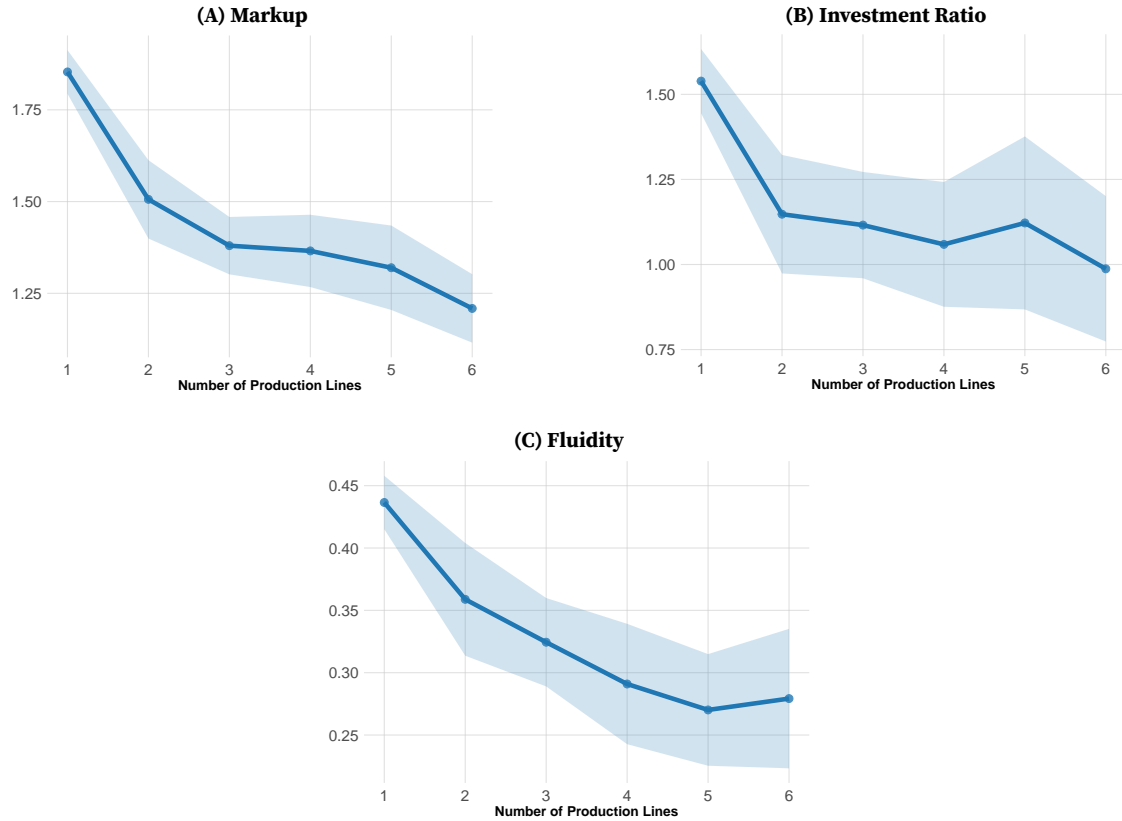 (A) Markup
1.75
1.50
1.25
1 2 3 4 5 6
Number of Production Lines
(B) Investment Ratio
1.50
1.25
1.00
0.75
1 2 3 4 5 6
Number of Production Lines
(C) Fluidity
0.45
0.40
0.35
0.30
0.25
1 2 3 4 5 6
Number of Production Lines